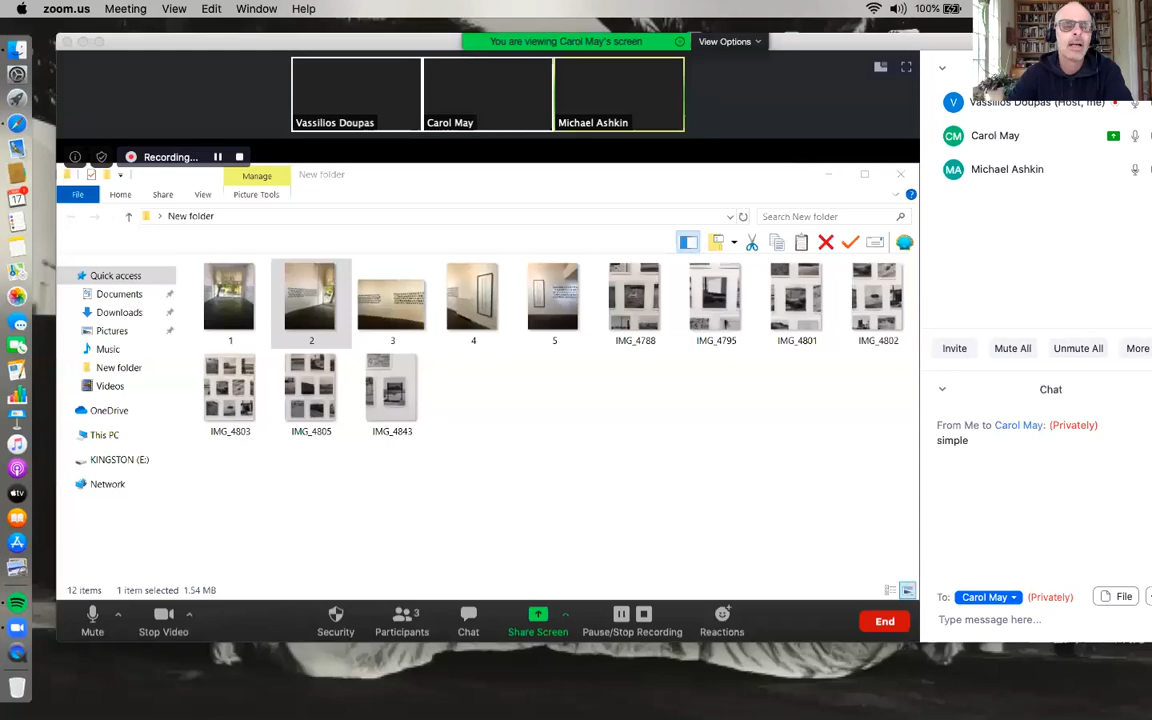 zoom.us Meeting View Edit Window Help 100%
You are viewing Carol May's screen View Options
Vassilios Doupas Carol May Michael Ashkin
V Vassilios Doupas (Host, me)
CM Carol May
MA Michael Ashkin
Recording...
Manage New folder
File Home Share View Picture Tools
New folder Search New folder
Quick access
Documents
Downloads
Pictures
Music
New folder
Videos
OneDrive
This PC
KINGSTON (E:)
Network
1 2 3 4 5 IMG_4788 IMG_4795 IMG_4801 IMG_4802
IMG_4803 IMG_4805 IMG_4843
Invite Mute All Unmute All More
Chat
From Me to Carol May: (Privately)
simple
12 items 1 item selected 1.54 MB
To: Carol May (Privately) File
Type message here...
17
3
Mute Stop Video Security Participants Chat Share Screen Pause/Stop Recording Reactions End
tv